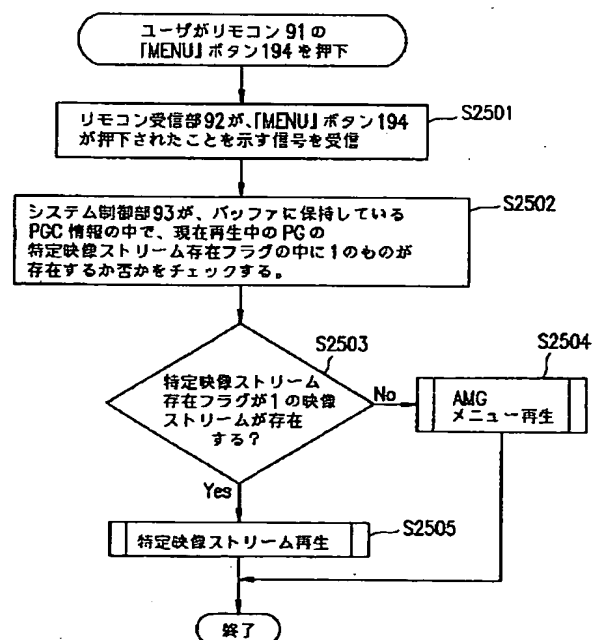 ユーザがリモコン 91 の
「MENU」ボタン194 を押下
S2501
リモコン受信部92が、「MENU」ボタン194
が押下されたことを示す信号を受信
S2502
システム制御部93が、バッファに保持している
PGC 情報の中で、現在再生中のPGの
特定映像ストリーム存在フラグの中に1のものが
存在するか否かをチェックする。
S2503
特定映像ストリーム
存在フラグが1の映像
ストリームが存在
する?
No
S2504
AMG
メニュー再生
Yes
S2505
特定映像ストリーム再生
終了